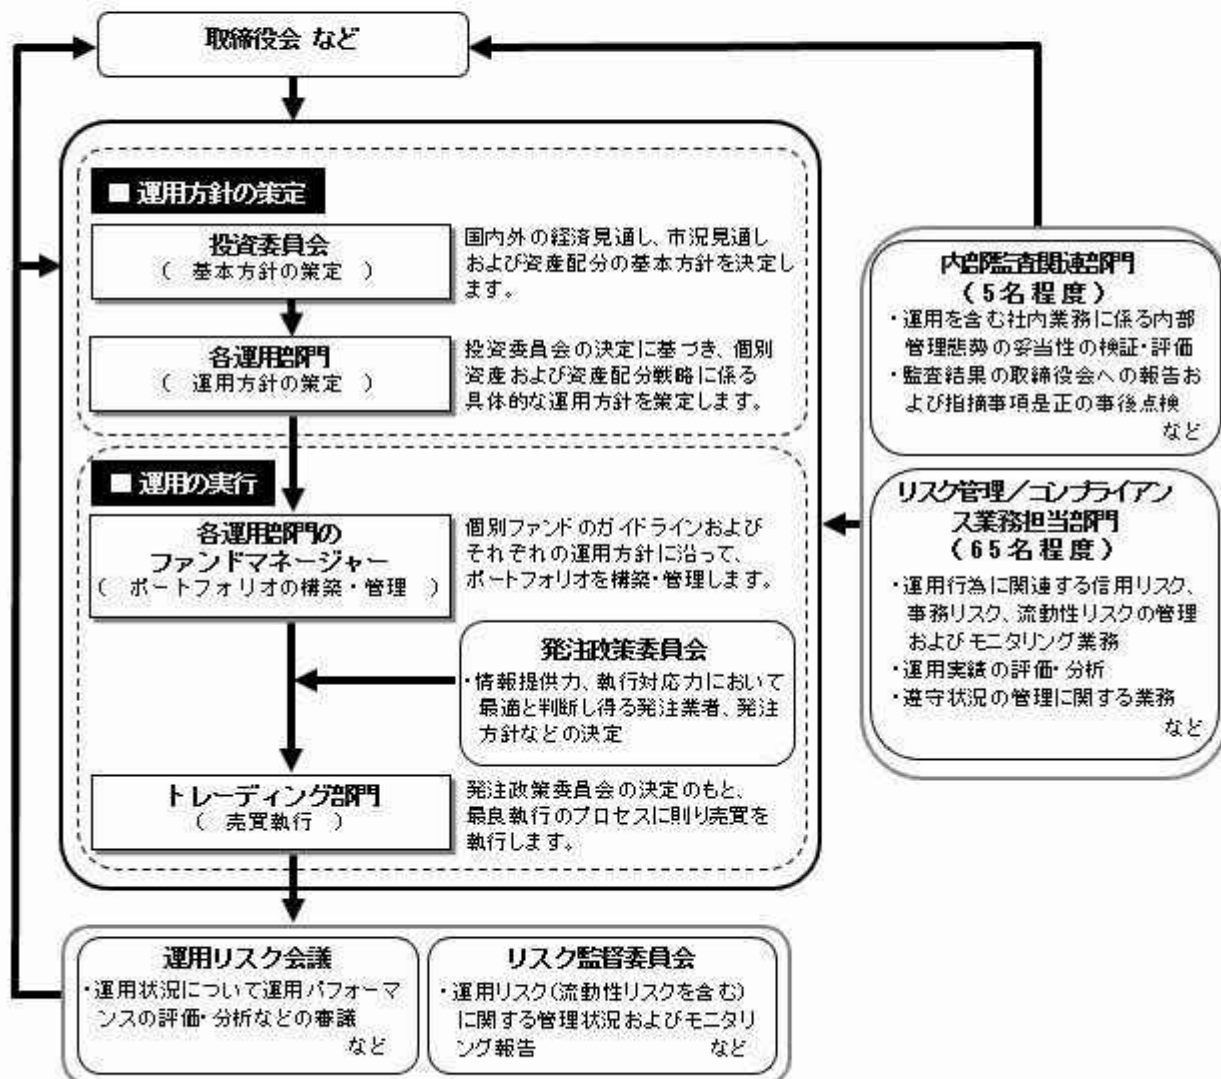 取締役会 など
■ 運用方針の策定
投資委員会
( 基本方針の策定 )
国内外の経済見通し、市況見通し
および資産配分の基本方針を決定し
ます。
各運用部門
( 運用方針の策定 )
投資委員会の決定に基づき、個別
資産および資産配分戦略に係る
具体的な運用方針を策定します。
■ 運用の実行
各運用部門の
ファンドマネージャー
( ポートフォリオの構築・管理 )
個別ファンドのガイドラインおよび
それぞれの運用方針に沿って、
ポートフォリオを構築・管理します。
発注政策委員会
・情報提供力、執行対応力において
最適と判断し得る発注業者、発注
方針などの決定
トレーディング部門
( 売買執行 )
発注政策委員会の決定のもと、
最良執行のプロセスに則り売買を
執行します。
運用リスク会議
・運用状況について運用パフォーマ
ンスの評価・分析などの審議
など
リスク監督委員会
・運用リスク(流動性リスクを含む)
に関する管理状況およびモニタリ
ング報告 など
内部監査関連部門
(5名程度)
・運用を含む社内業務に係る内部
管理態勢の妥当性の検証・評価
・監査結果の取締役会への報告お
よび指摘事項是正の事後点検
など
リスク管理/コンプライアン
ス業務担当部門
(65名程度)
・運用行為に関連する信用リスク、
事務リスク、流動性リスクの管理
およびモニタリング業務
・運用実績の評価・分析
・遵守状況の管理に関する業務
など